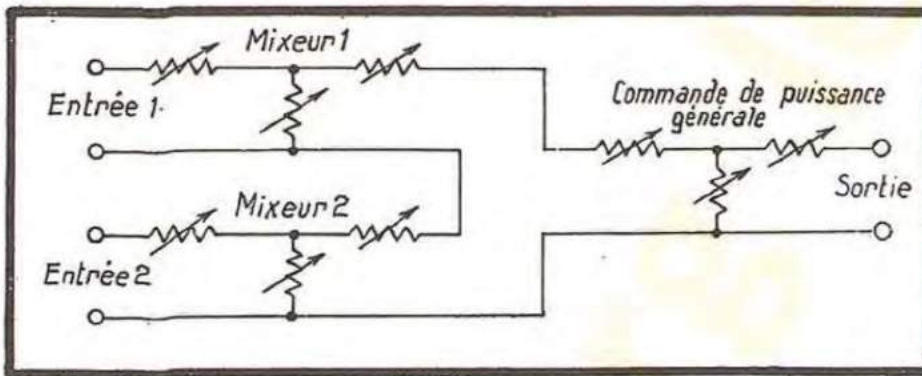 Mixeur 1
Entrée 1.
Commande de puissance
générale
Sortie
Mixeur 2
Entrée 2